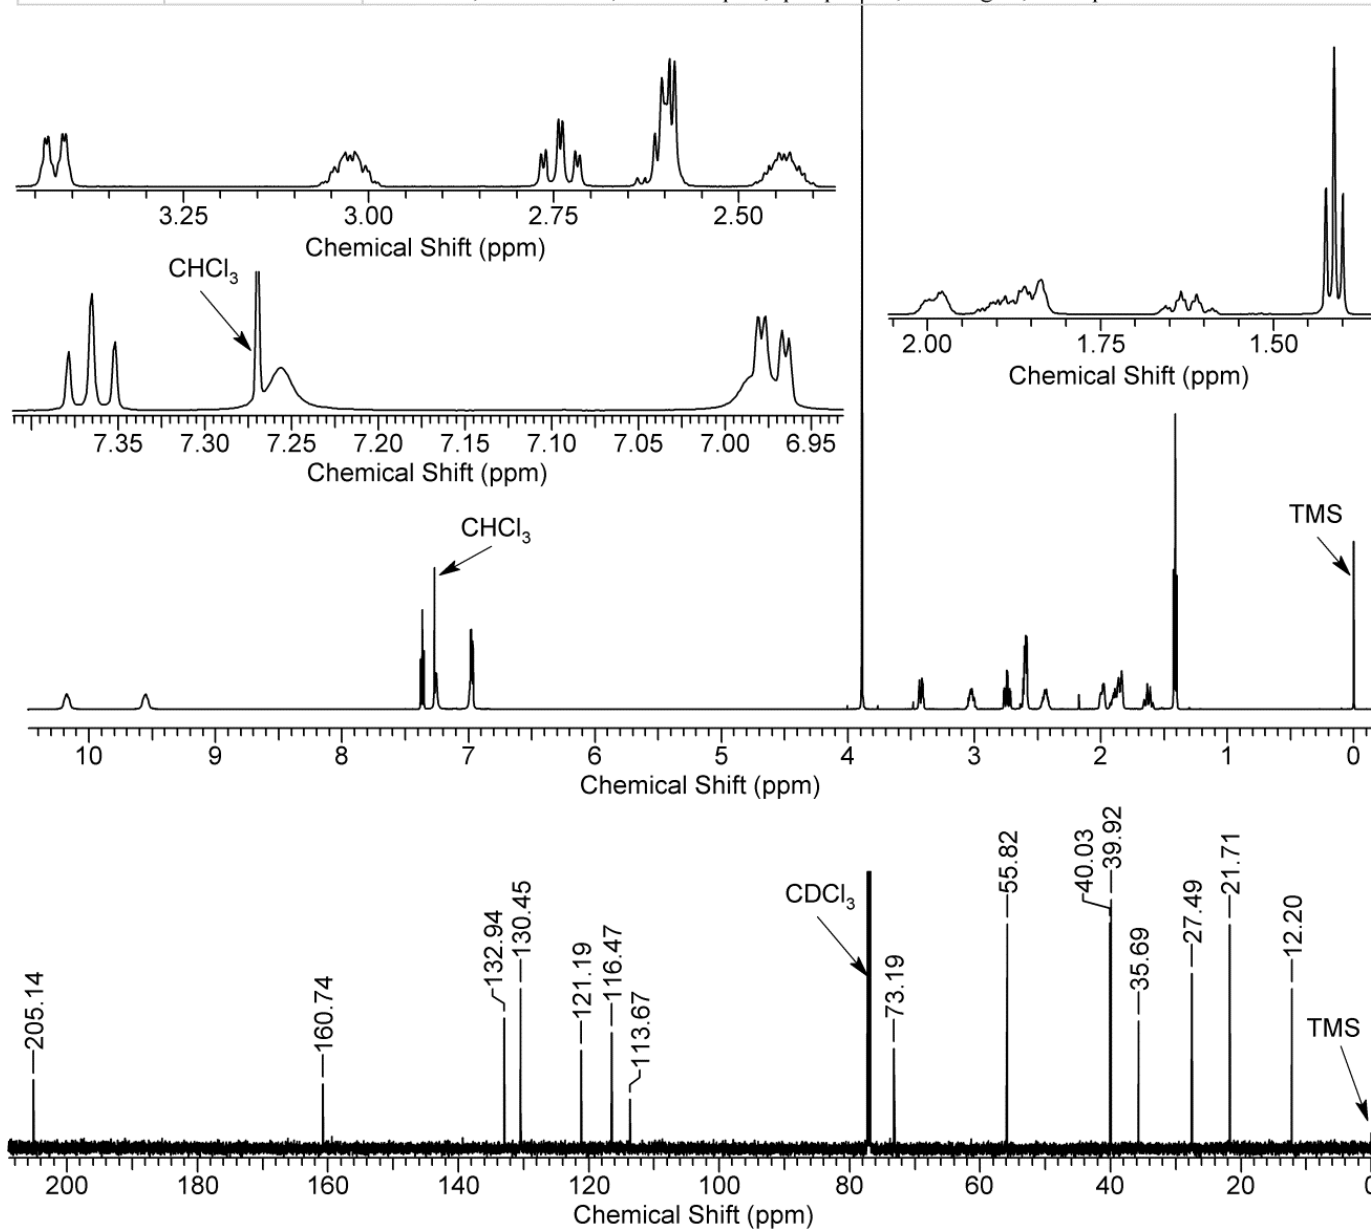 3.25 3.00 2.75 2.50
Chemical Shift (ppm)
2.00 1.75 1.50
Chemical Shift (ppm)
CHCl3
7.35 7.30 7.25 7.20 7.15 7.10 7.05 7.00 6.95
Chemical Shift (ppm)
CHCl3
TMS
10 9 8 7 6 5 4 3 2 1 0
Chemical Shift (ppm)
205.14
160.74
132.94
130.45
121.19
116.47
113.67
CDCl3
73.19
55.82
40.03
39.92
35.69
27.49
21.71
12.20
TMS
200 180 160 140 120 100 80 60 40 20 0
Chemical Shift (ppm)